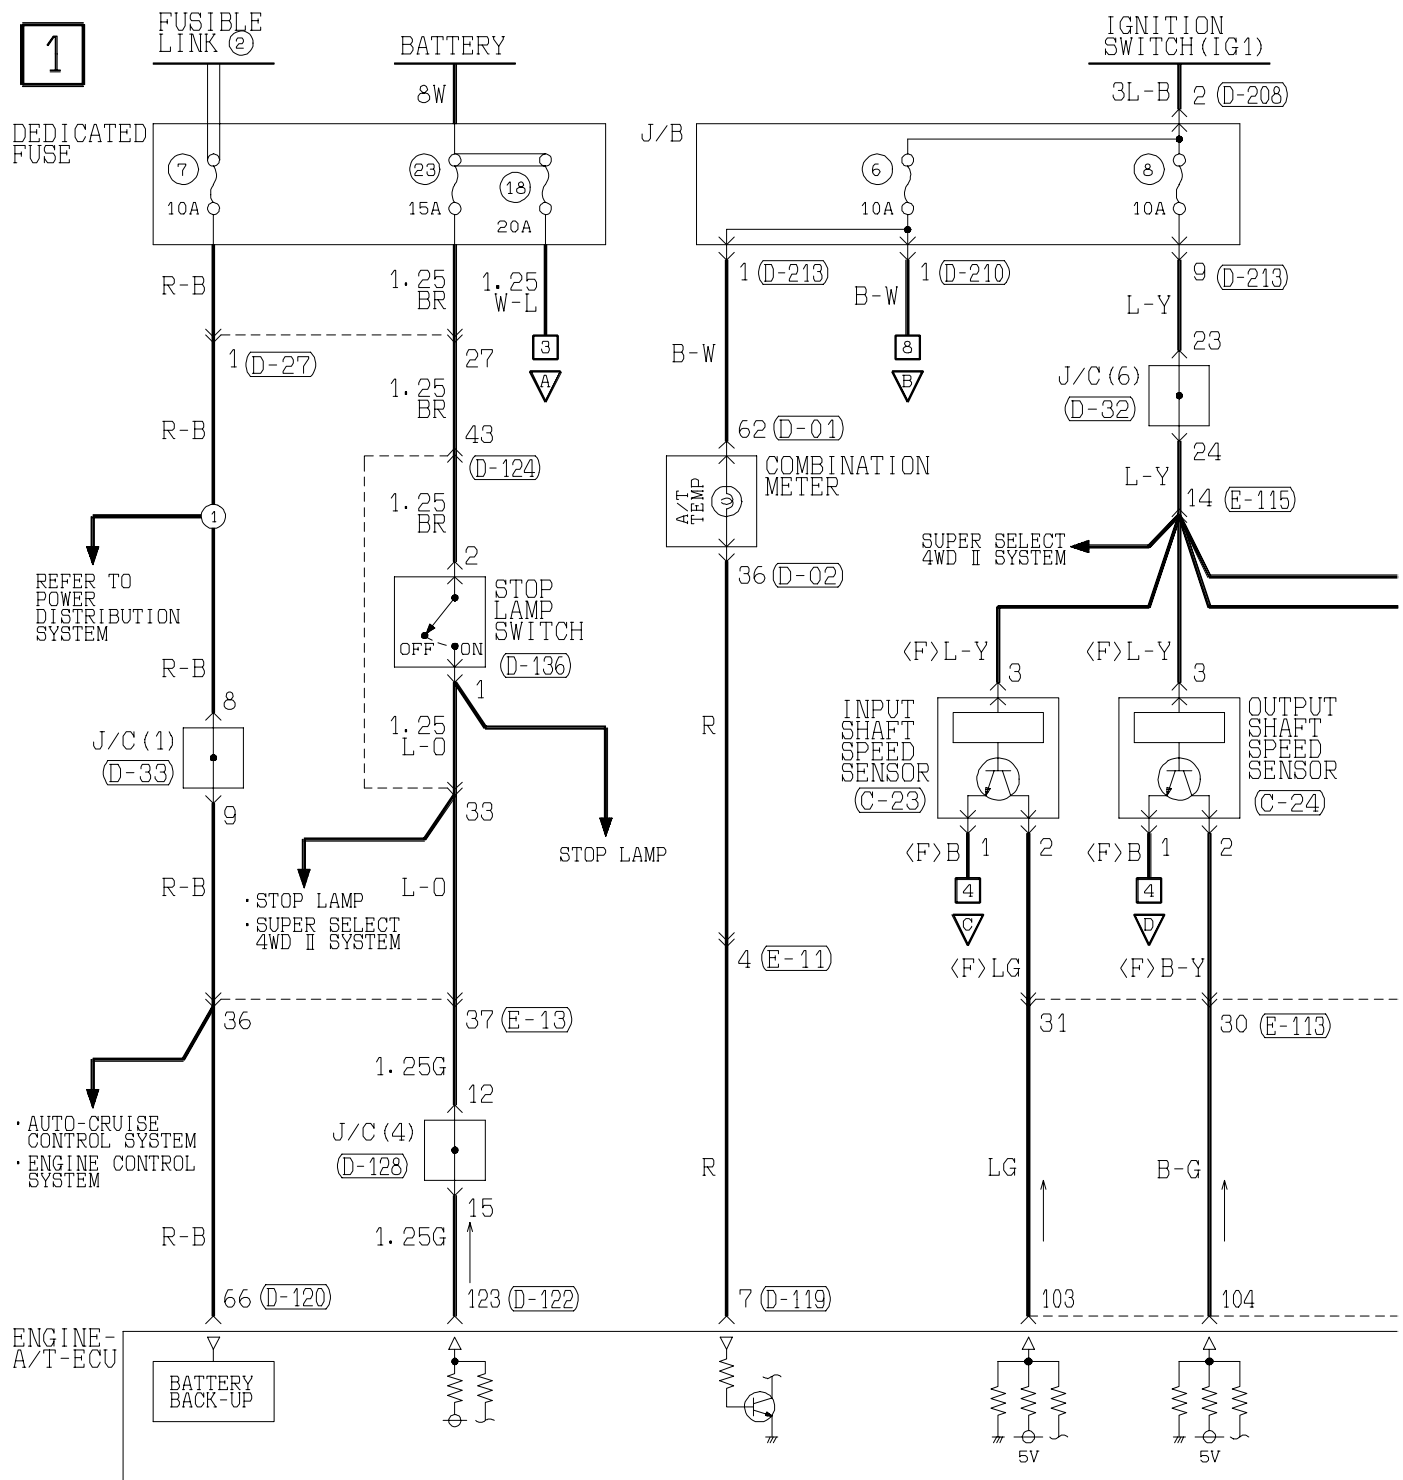 1
FUSIBLE
LINK ②
BATTERY
IGNITION
SWITCH(IG1)
8W
3L-B
2 (D-208)
DEDICATED
FUSE
J/B
7
10A
23
15A
18
20A
6
10A
8
10A
R-B
1.25
BR
1.25
W-L
1 (D-213)
1 (D-210)
9 (D-213)
B-W
L-Y
1 (D-27)
27
3
A
B-W
8
B
23
J/C(6)
(D-32)
24
R-B
1.25
BR
43
(D-124)
62 (D-01)
COMBINATION
METER
A/T
TEMP
36 (D-02)
L-Y
14 (E-115)
1.25
BR
1
REFER TO
POWER
DISTRIBUTION
SYSTEM
2
STOP
LAMP
SWITCH
(D-136)
OFF
ON
SUPER SELECT
4WD Ⅱ SYSTEM
R-B
8
J/C(1)
(D-33)
9
1
1.25
L-O
33
STOP LAMP
R
〈F〉L-Y
3
〈F〉L-Y
3
INPUT
SHAFT
SPEED
SENSOR
(C-23)
OUTPUT
SHAFT
SPEED
SENSOR
(C-24)
〈F〉B
1
2
〈F〉B
1
2
R-B
·STOP LAMP
·SUPER SELECT
4WD Ⅱ SYSTEM
L-O
4
C
4
D
4 (E-11)
〈F〉LG
〈F〉B-Y
36
37 (E-13)
31
30 (E-113)
·AUTO-CRUISE
CONTROL SYSTEM
·ENGINE CONTROL
SYSTEM
1.25G
12
J/C(4)
(D-128)
15
1.25G
R
LG
B-G
R-B
66 (D-120)
123 (D-122)
7 (D-119)
103
104
ENGINE-
A/T-ECU
BATTERY
BACK-UP
5V
5V